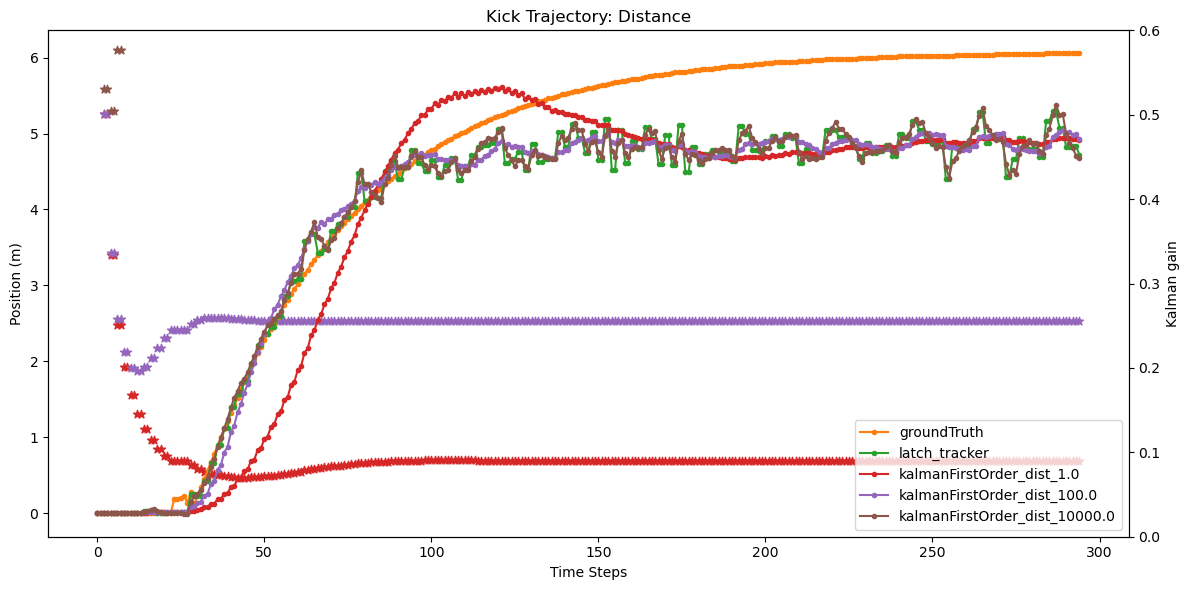 Kick Trajectory: Distance
Position (m)
6
5
4
3
2
1
0
0.6
0.5
0.4
0.3
0.2
0.1
0.0
Kalman gain
groundTruth
latch_tracker
kalmanFirstOrder_dist_1.0
kalmanFirstOrder_dist_100.0
kalmanFirstOrder_dist_10000.0
0 50 100 150 200 250 300
Time Steps